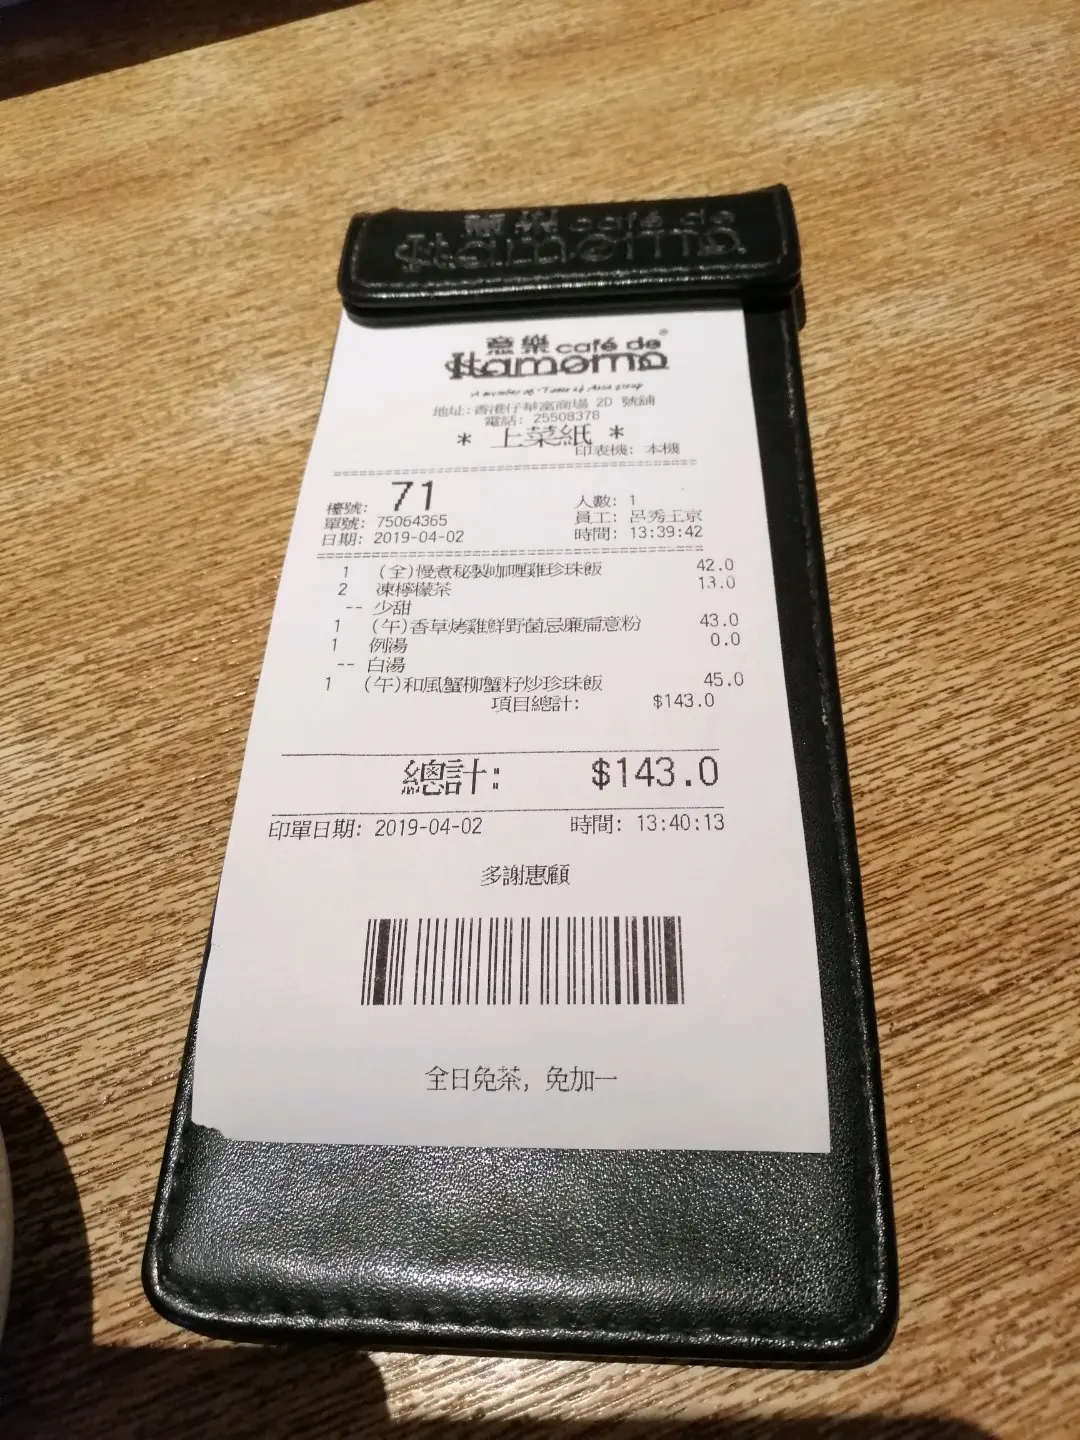 意樂 café de
itamomo
意樂 café de ®
itamomo
A member of Taste of Asia group
地址:香港仔華富商場 2D 號舖
電話: 25508378
* 上菜紙 *
印表機: 本機
檯號: 71 人數: 1
單號: 75064365 員工: 呂秀王京
日期: 2019-04-02 時間: 13:39:42
1 (全)慢煮秘製咖喱雞珍珠飯 42.0
2 凍檸檬茶 13.0
-- 少甜
1 (午)香草烤雞鮮野菌忌廉扁意粉 43.0
1 例湯 0.0
-- 白湯
1 (午)和風蟹柳蟹籽炒珍珠飯 45.0
項目總計: $143.0
總計: $143.0
印單日期: 2019-04-02 時間: 13:40:13
多謝惠顧
全日免茶, 免加一